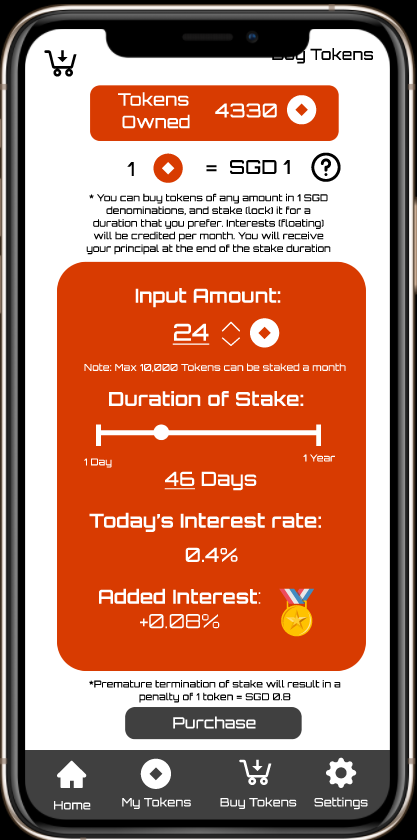 Buy Tokens
Tokens
Owned
4330
1 = SGD 1 ?
* You can buy tokens of any amount in 1 SGD
denominations, and stake (lock) it for a
duration that you prefer. Interests (floating)
will be credited per month. You will receive
your principal at the end of the stake duration
Input Amount:
24
Note: Max 10,000 Tokens can be staked a month
Duration of Stake:
1 Day
1 Year
46 Days
Today's Interest rate:
0.4%
Added Interest:
+0.08%
*Premature termination of stake will result in a
penalty of 1 token = SGD 0.8
Purchase
Home
My Tokens
Buy Tokens
Settings